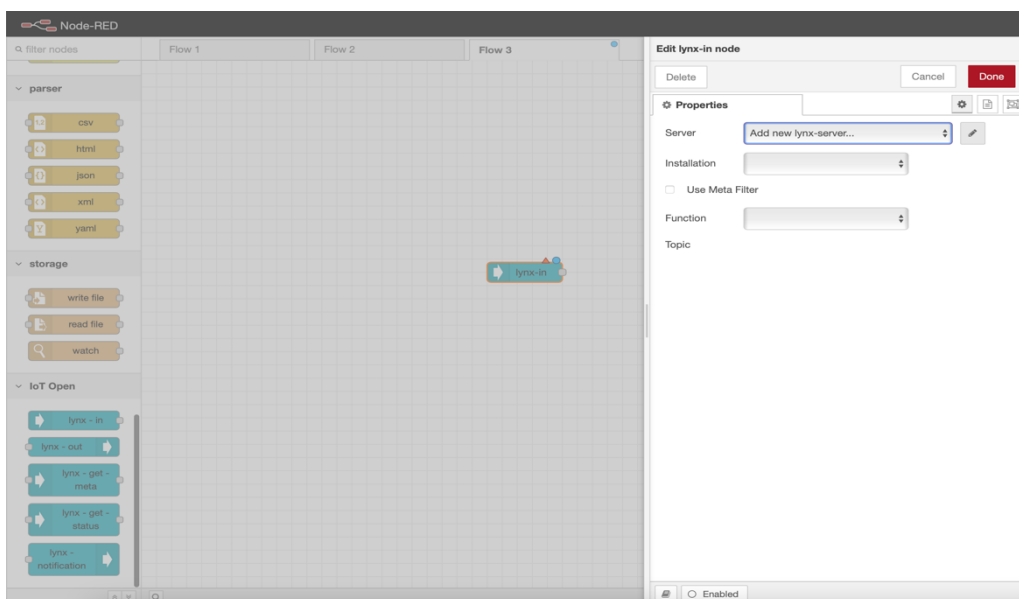 Node-RED
filter nodes
Flow 1
Flow 2
Flow 3
parser
csv
html
json
xml
yaml
storage
write file
read file
watch
IoT Open
lynx - in
lynx - out
lynx - get -
meta
lynx - get -
status
lynx -
notification
lynx-in
Edit lynx-in node
Delete
Cancel
Done
Properties
Server
Add new lynx-server...
Installation
Use Meta Filter
Function
Topic
Enabled